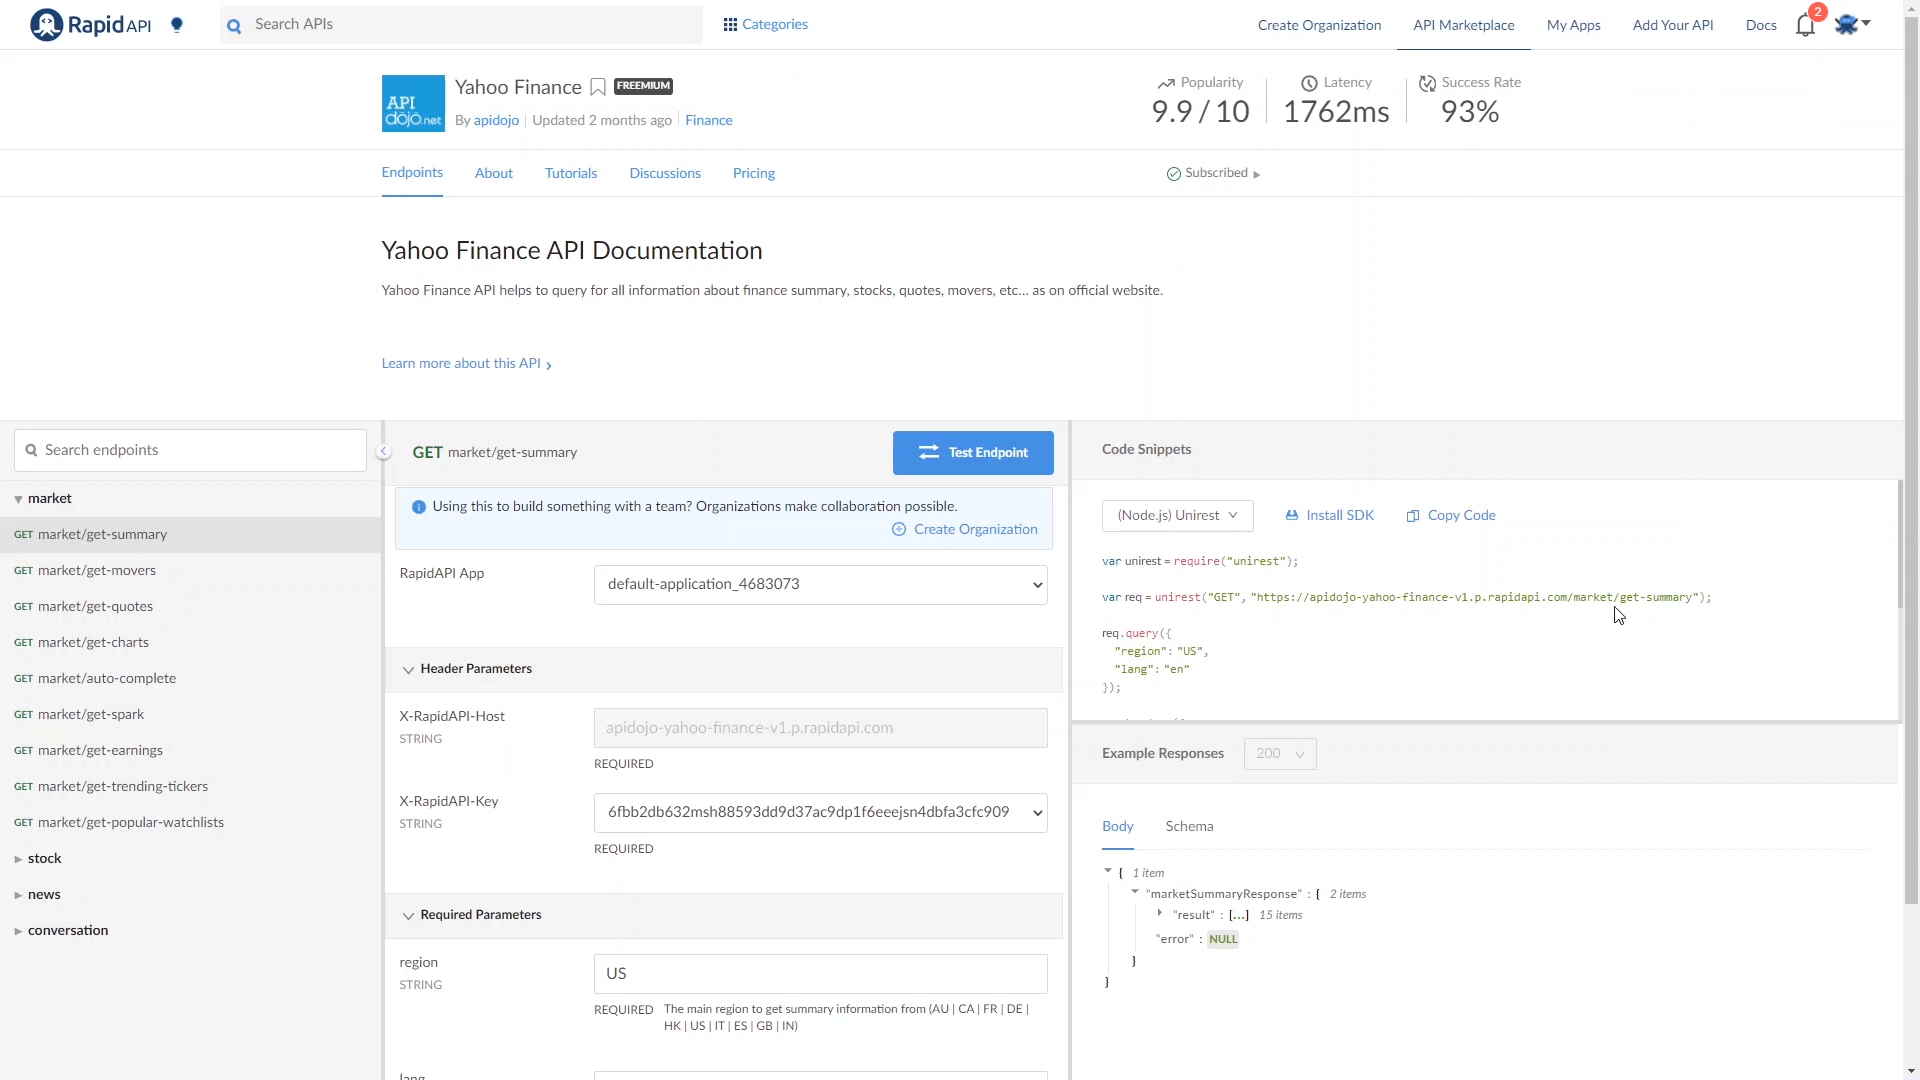 RapidAPI
Search APIs
Categories
Create Organization
API Marketplace
My Apps
Add Your API
Docs
2
API
dojo.net
Yahoo Finance
FREEMIUM
By apidojo
Updated 2 months ago
Finance
Popularity
9.9 / 10
Latency
1762ms
Success Rate
93%
Endpoints
About
Tutorials
Discussions
Pricing
Subscribed
Yahoo Finance API Documentation
Yahoo Finance API helps to query for all information about finance summary, stocks, quotes, movers, etc... as on official website.
Learn more about this API
Search endpoints
market
GET market/get-summary
GET market/get-movers
GET market/get-quotes
GET market/get-charts
GET market/auto-complete
GET market/get-spark
GET market/get-earnings
GET market/get-trending-tickers
GET market/get-popular-watchlists
stock
news
conversation
GET market/get-summary
Test Endpoint
Using this to build something with a team? Organizations make collaboration possible.
Create Organization
RapidAPI App
default-application_4683073
Header Parameters
X-RapidAPI-Host
STRING
apidojo-yahoo-finance-v1.p.rapidapi.com
REQUIRED
X-RapidAPI-Key
STRING
6fbb2db632msh88593dd9d37ac9dp1f6eeejsn4dbfa3cfc909
REQUIRED
Required Parameters
region
STRING
US
REQUIRED The main region to get summary information from (AU | CA | FR | DE |
HK | US | IT | ES | GB | IN)
lang
Code Snippets
(Node.js) Unirest
Install SDK
Copy Code
var unirest = require("unirest");
var req = unirest("GET", "https://apidojo-yahoo-finance-v1.p.rapidapi.com/market/get-summary");
req.query({
"region": "US",
"lang": "en"
});
Example Responses
200
Body
Schema
{ 1 item
"marketSummaryResponse" : { 2 items
"result" : [...] 15 items
"error" : NULL
}
}